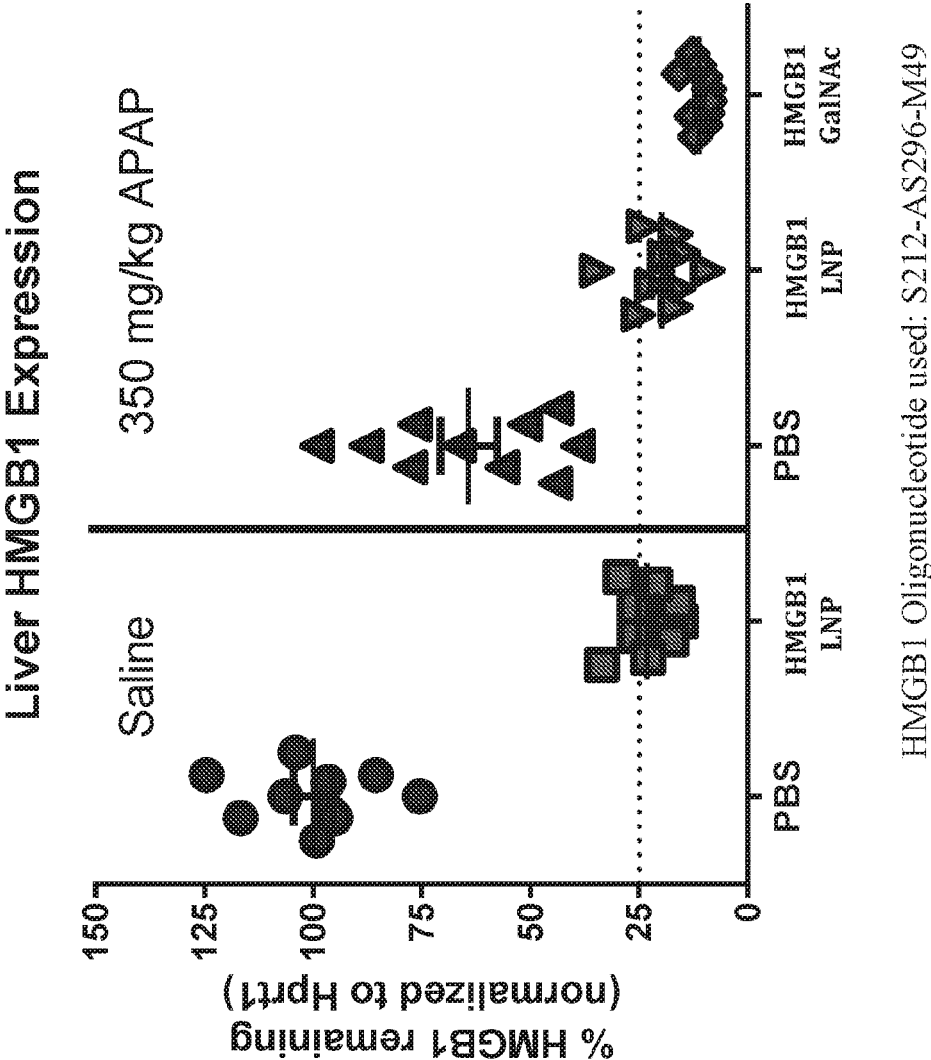 Liver HMGB1 Expression
Saline
350 mg/kg APAP
% HMGB1 remaining
(normalized to Hprt1)
150
125
100
75
50
25
0
PBS
HMGB1
LNP
PBS
HMGB1
LNP
HMGB1
GalNAc
HMGB1 Oligonucleotide used: S212-AS296-M49